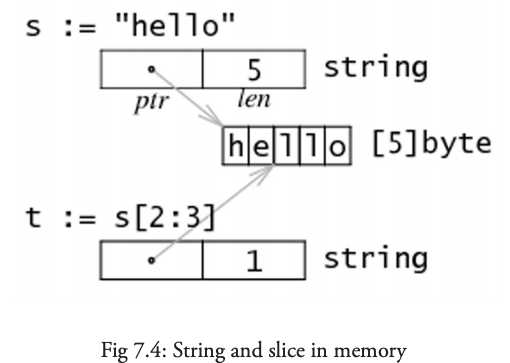 s := "hello"
5 string
ptr len
hello [5]byte
t := s[2:3]
1 string
Fig 7.4: String and slice in memory